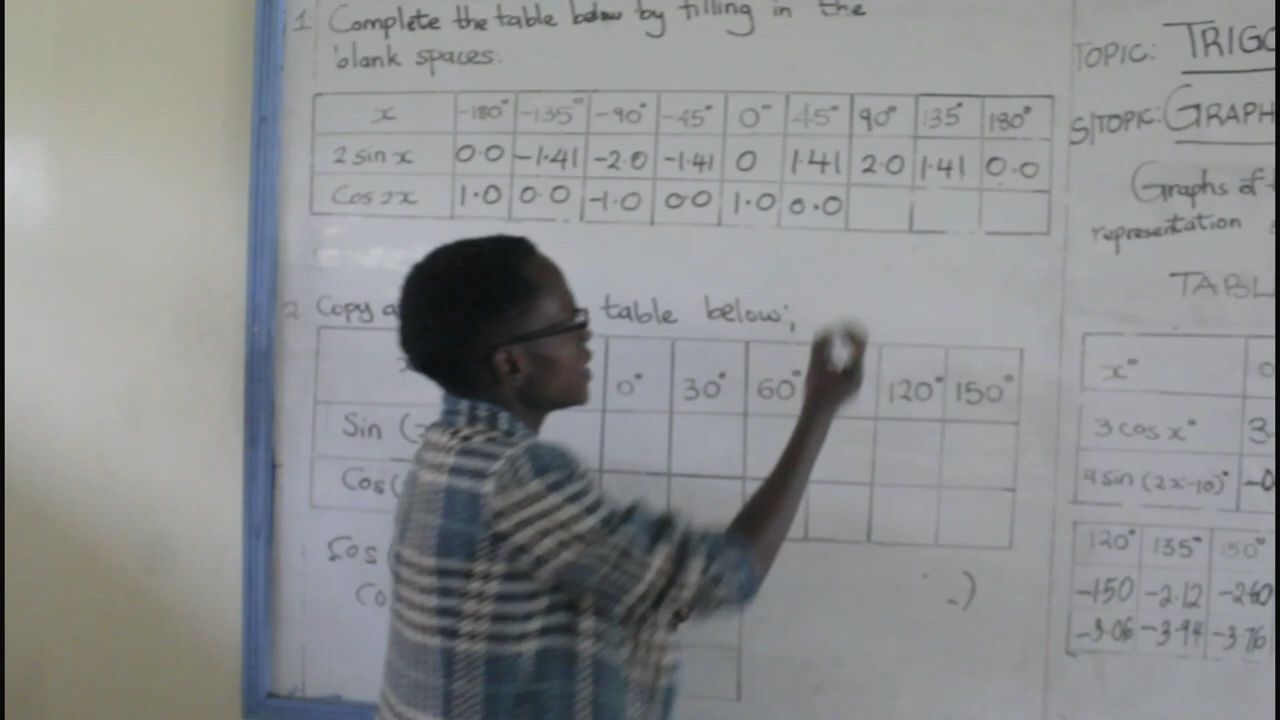 1 Complete the table below by filling in the
blank spaces.
x -180° -135° -90° -45° 0° 45° 90° 135° 180°
2 sin x 0.0 -1.41 -2.0 -1.41 0 1.41 2.0 1.41 0.0
Cos 2x 1.0 0.0 -1.0 0.0 1.0 0.0
2 Copy table below;
0° 30° 60° 120° 150°
Sin (
Cos (
Cos
Co
..)
TOPIC: TRIGO
S/TOPIC: GRAPH
Graphs of
representation
TABL
x°
3 cos x° 3.
4 sin (2x-10)° -0
120° 135° 150°
-1.50 -2.12 -2.60
-3.06 -3.94 -3.76